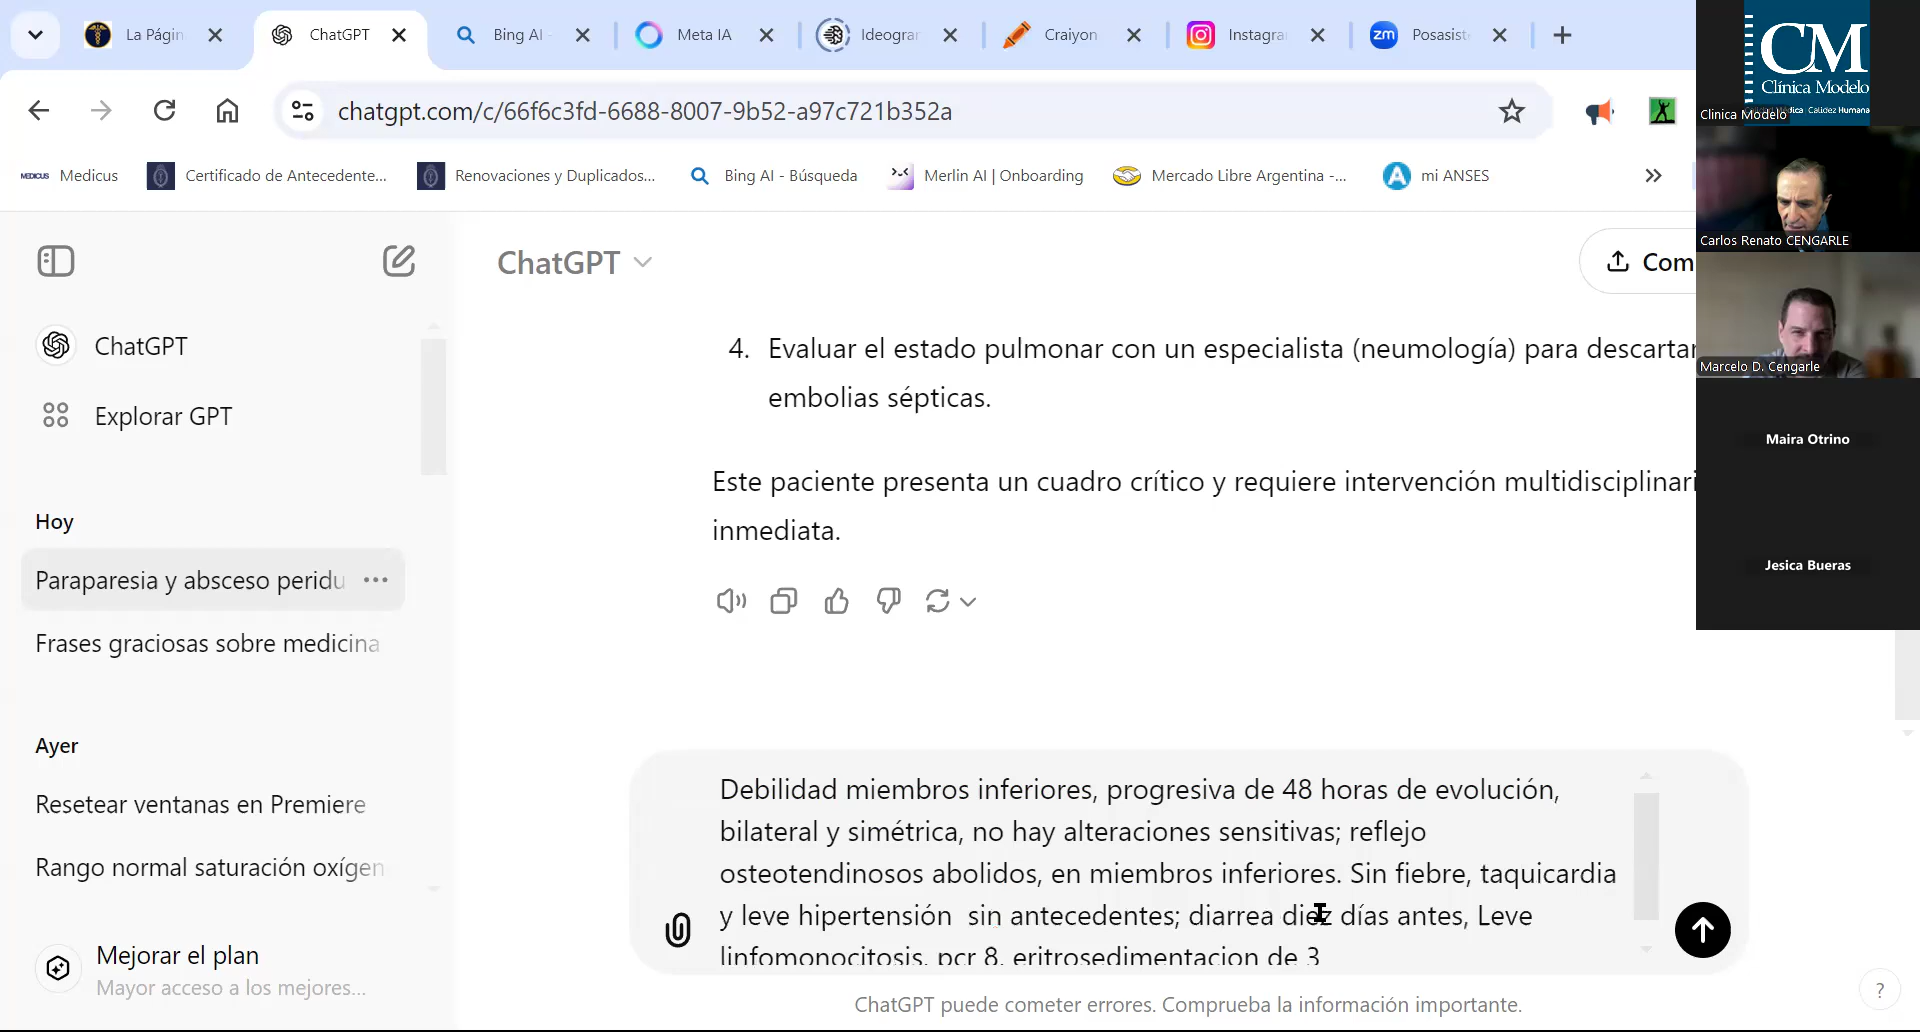 La Págin
ChatGPT
Bing AI -
Meta IA
Ideogran
Craiyon
Instagra
zm
Posasist
chatgpt.com/c/66f6c3fd-6688-8007-9b52-a97c721b352a
MEDICUS
Medicus
Certificado de Antecedente...
Renovaciones y Duplicados...
Bing AI - Búsqueda
Merlin AI | Onboarding
Mercado Libre Argentina -...
mi ANSES
CM
Clínica Modelo
Calidez Humana
Clinica Modelo
Carlos Renato CENGARLE
Marcelo D. Cengarle
Maira Otrino
Jesica Bueras
ChatGPT
Explorar GPT
Hoy
Paraparesia y absceso peridu
Frases graciosas sobre medicina
Ayer
Resetear ventanas en Premiere
Rango normal saturación oxígen
Mejorar el plan
Mayor acceso a los mejores...
ChatGPT
Com
4. Evaluar el estado pulmonar con un especialista (neumología) para descartar
embolias sépticas.
Este paciente presenta un cuadro crítico y requiere intervención multidisciplinari
inmediata.
Debilidad miembros inferiores, progresiva de 48 horas de evolución,
bilateral y simétrica, no hay alteraciones sensitivas; reflejo
osteotendinosos abolidos, en miembros inferiores. Sin fiebre, taquicardia
y leve hipertensión sin antecedentes; diarrea diez días antes, Leve
linfomonocitosis, pcr 8, eritrosedimentacion de 3
ChatGPT puede cometer errores. Comprueba la información importante.
?